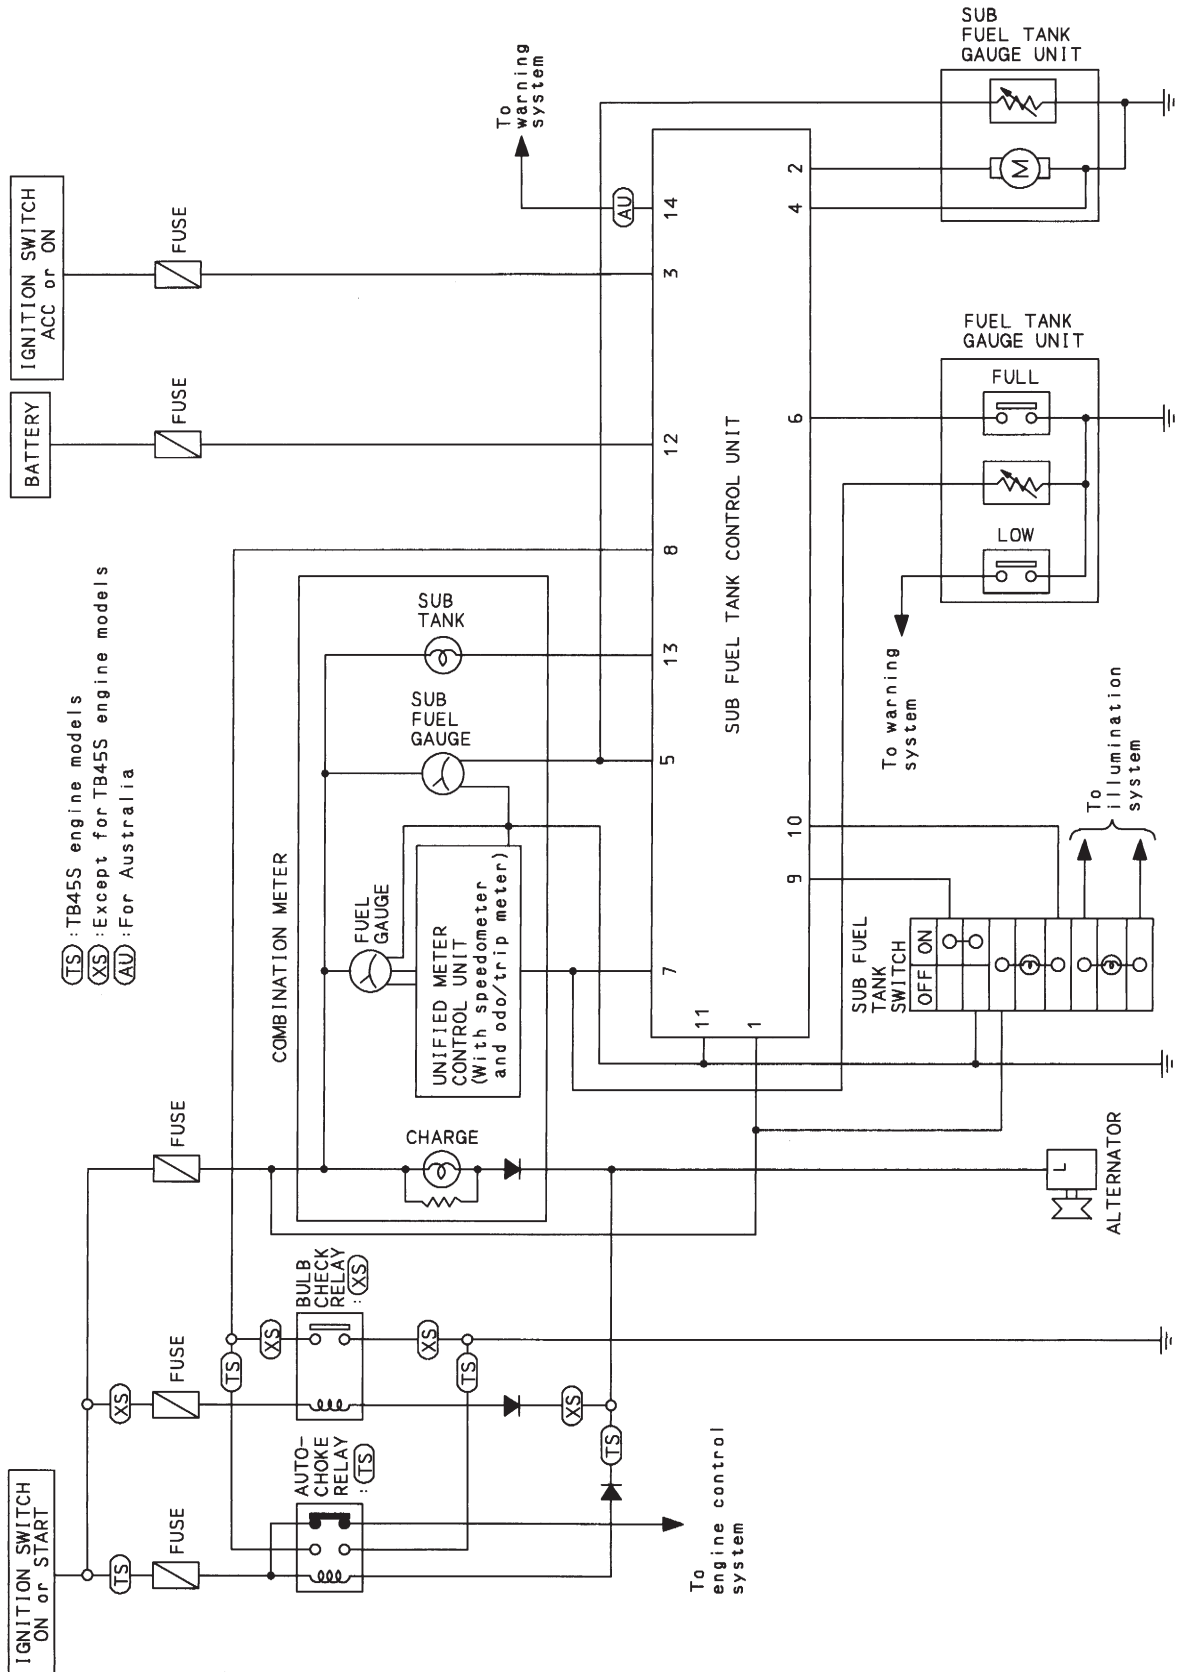 IGNITION SWITCH
ON or START
BATTERY
IGNITION SWITCH
ACC or ON
TS
FUSE
XS
FUSE
FUSE
FUSE
FUSE
TS : TB45S engine models
XS : Except for TB45S engine models
AU : For Australia
AUTO-
CHOKE
RELAY
: TS
BULB
CHECK
RELAY
: XS
TS
XS
XS
TS
XS
TS
To
engine control
system
COMBINATION METER
CHARGE
FUEL
GAUGE
UNIFIED METER
CONTROL UNIT
(With speedometer
and odo/trip meter)
SUB
FUEL
GAUGE
SUB
TANK
To
warning
system
AU
7
5
13
8
12
3
14
11
1
SUB FUEL TANK CONTROL UNIT
9
10
6
4
2
ALTERNATOR
L
SUB FUEL
TANK
SWITCH
OFF
ON
To
illumination
system
To warning
system
FUEL TANK
GAUGE UNIT
LOW
FULL
SUB
FUEL TANK
GAUGE UNIT
M